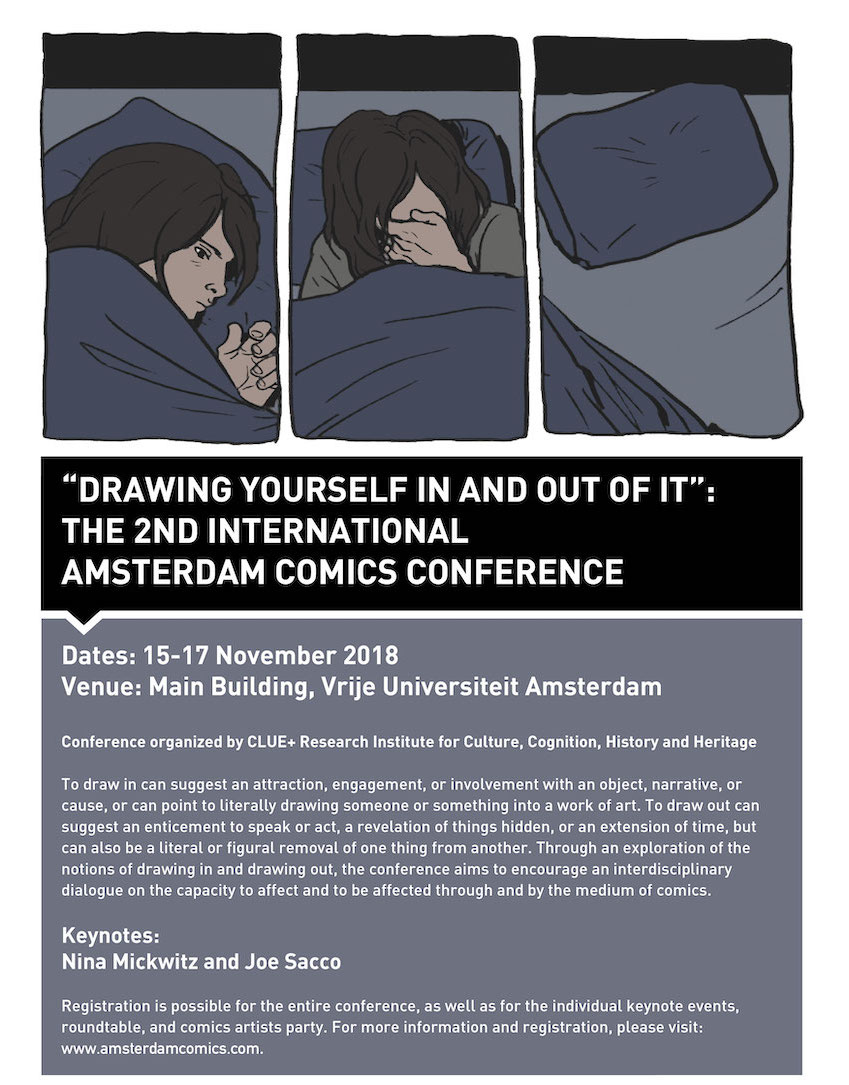 “DRAWING YOURSELF IN AND OUT OF IT”:
THE 2ND INTERNATIONAL
AMSTERDAM COMICS CONFERENCE
Dates: 15-17 November 2018
Venue: Main Building, Vrije Universiteit Amsterdam
Conference organized by CLUE+ Research Institute for Culture, Cognition, History and Heritage
To draw in can suggest an attraction, engagement, or involvement with an object, narrative, or
cause, or can point to literally drawing someone or something into a work of art. To draw out can
suggest an enticement to speak or act, a revelation of things hidden, or an extension of time, but
can also be a literal or figural removal of one thing from another. Through an exploration of the
notions of drawing in and drawing out, the conference aims to encourage an interdisciplinary
dialogue on the capacity to affect and to be affected through and by the medium of comics.
Keynotes:
Nina Mickwitz and Joe Sacco
Registration is possible for the entire conference, as well as for the individual keynote events,
roundtable, and comics artists party. For more information and registration, please visit:
www.amsterdamcomics.com.